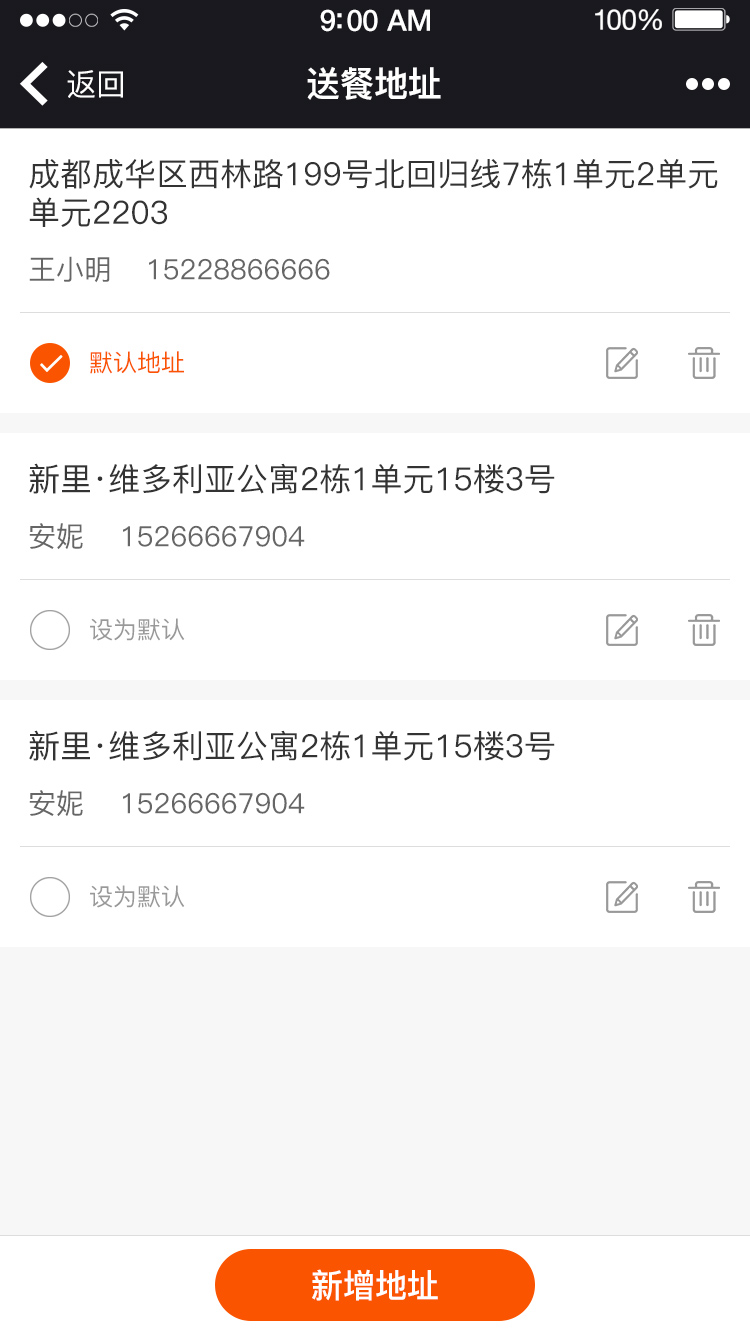 9:00 AM
100%
返回
送餐地址
成都成华区西林路199号北回归线7栋1单元2单元
单元2203
王小明 15228866666
默认地址
新里·维多利亚公寓2栋1单元15楼3号
安妮 15266667904
设为默认
新里·维多利亚公寓2栋1单元15楼3号
安妮 15266667904
设为默认
新增地址